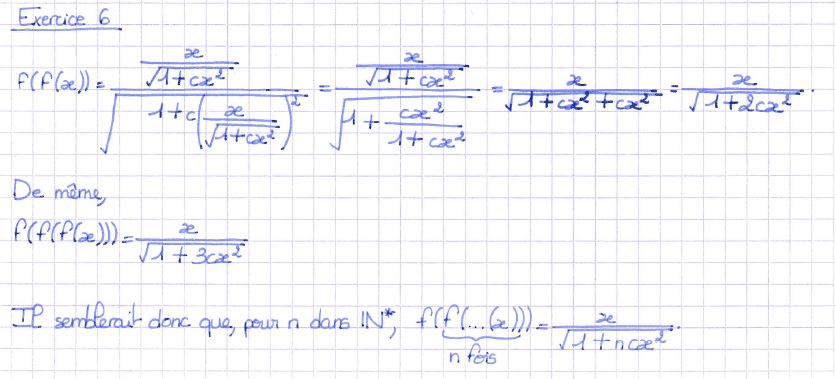 Exercice 6
f(f(x)) = \frac{\frac{x}{\sqrt{1+cx^2}}}{\sqrt{1+c\left(\frac{x}{\sqrt{1+cx^2}}\right)^2}} = \frac{\frac{x}{\sqrt{1+cx^2}}}{\sqrt{1+\frac{cx^2}{1+cx^2}}} = \frac{x}{\sqrt{1+cx^2+cx^2}} = \frac{x}{\sqrt{1+2cx^2}}.
De même,
f(f(f(x))) = \frac{x}{\sqrt{1+3cx^2}}
Il semblerait donc que, pour n dans IN*, f(\underbrace{f(...(x)))}_{n fois} = \frac{x}{\sqrt{1+ncx^2}}.